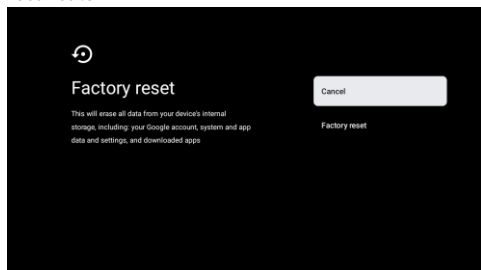 Factory reset
This will erase all data from your device's internal
storage, including: your Google account, system and app
data and settings, and downloaded apps
Cancel
Factory reset